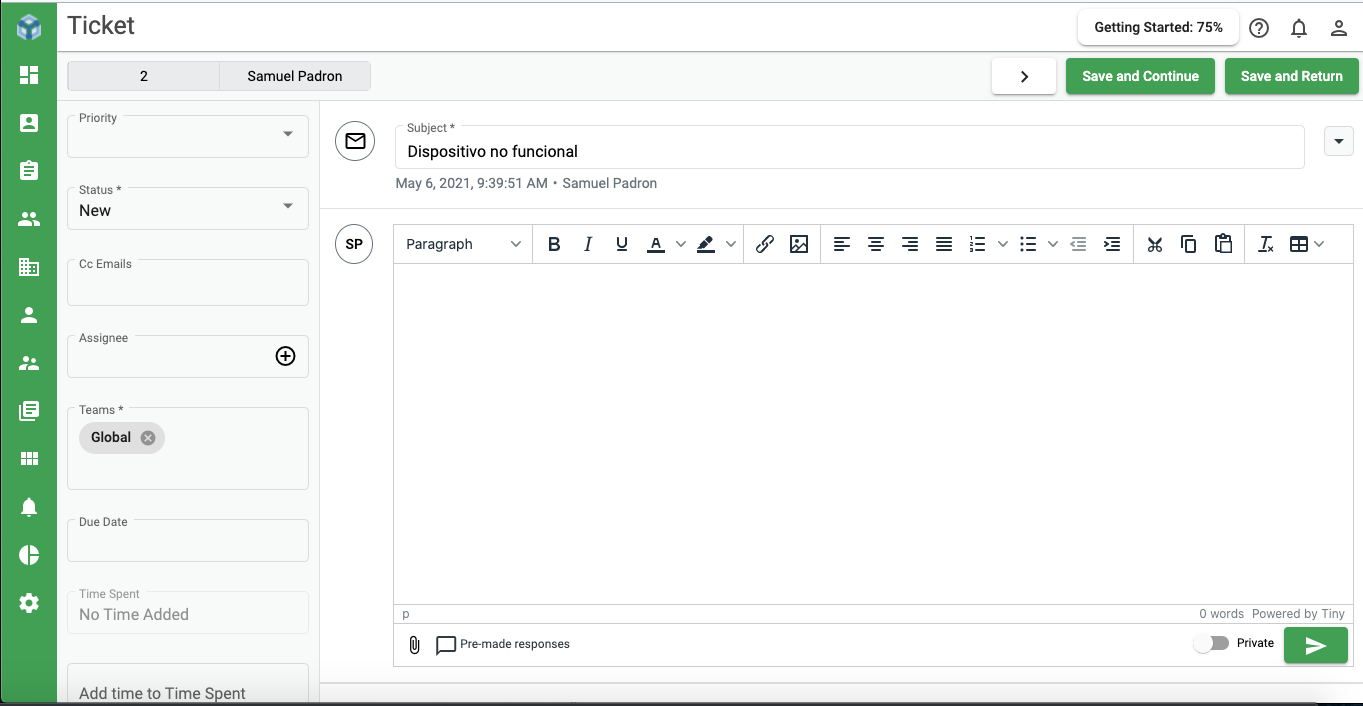 Ticket
Getting Started: 75%
2 Samuel Padron
Save and Continue
Save and Return
Priority
Status *
New
Cc Emails
Assignee
Teams *
Global
Due Date
Time Spent
No Time Added
Add time to Time Spent
Subject *
Dispositivo no funcional
May 6, 2021, 9:39:51 AM • Samuel Padron
SP
Paragraph
B I U A
p
0 words Powered by Tiny
Pre-made responses
Private